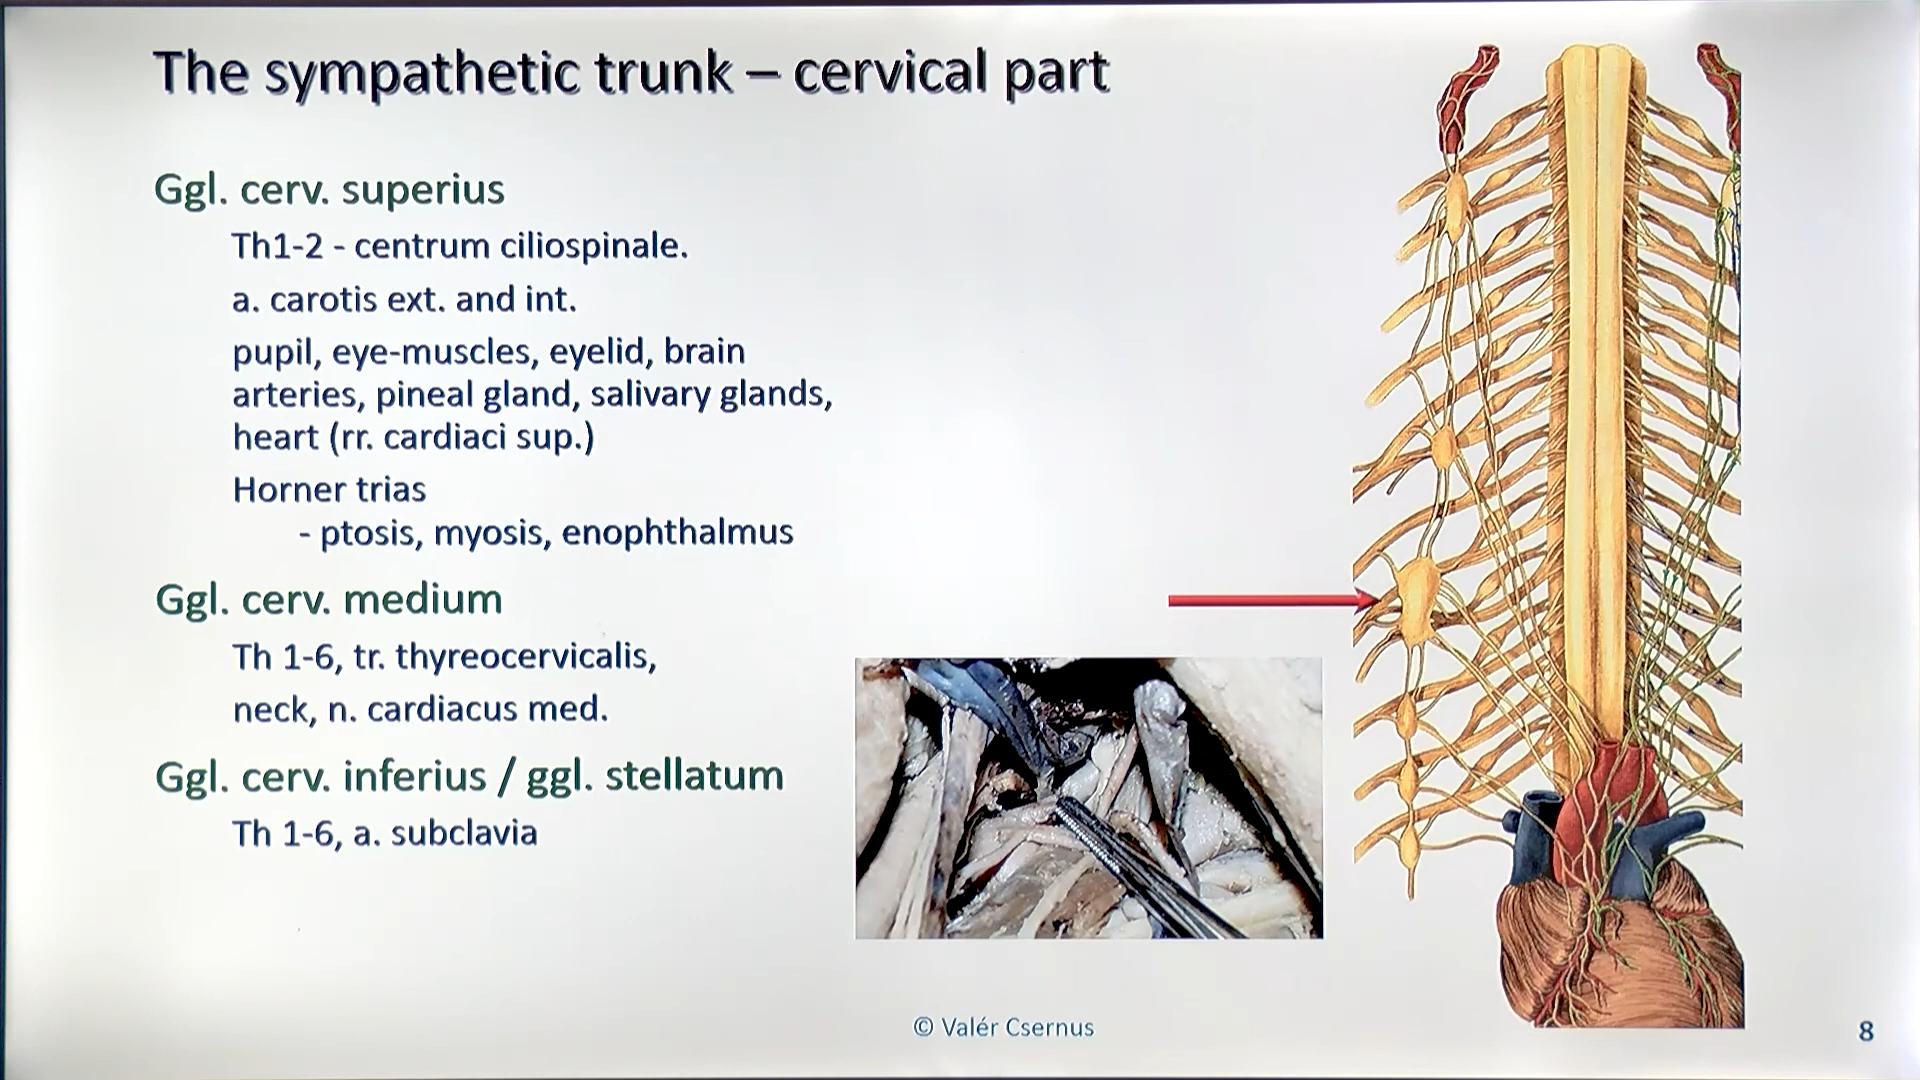 The sympathetic trunk – cervical part
Ggl. cerv. superius
Th1-2 - centrum ciliospinale.
a. carotis ext. and int.
pupil, eye-muscles, eyelid, brain
arteries, pineal gland, salivary glands,
heart (rr. cardiaci sup.)
Horner trias
- ptosis, myosis, enophthalmus
Ggl. cerv. medium
Th 1-6, tr. thyreocervicalis,
neck, n. cardiacus med.
Ggl. cerv. inferius / ggl. stellatum
Th 1-6, a. subclavia
© Valér Csernus
8